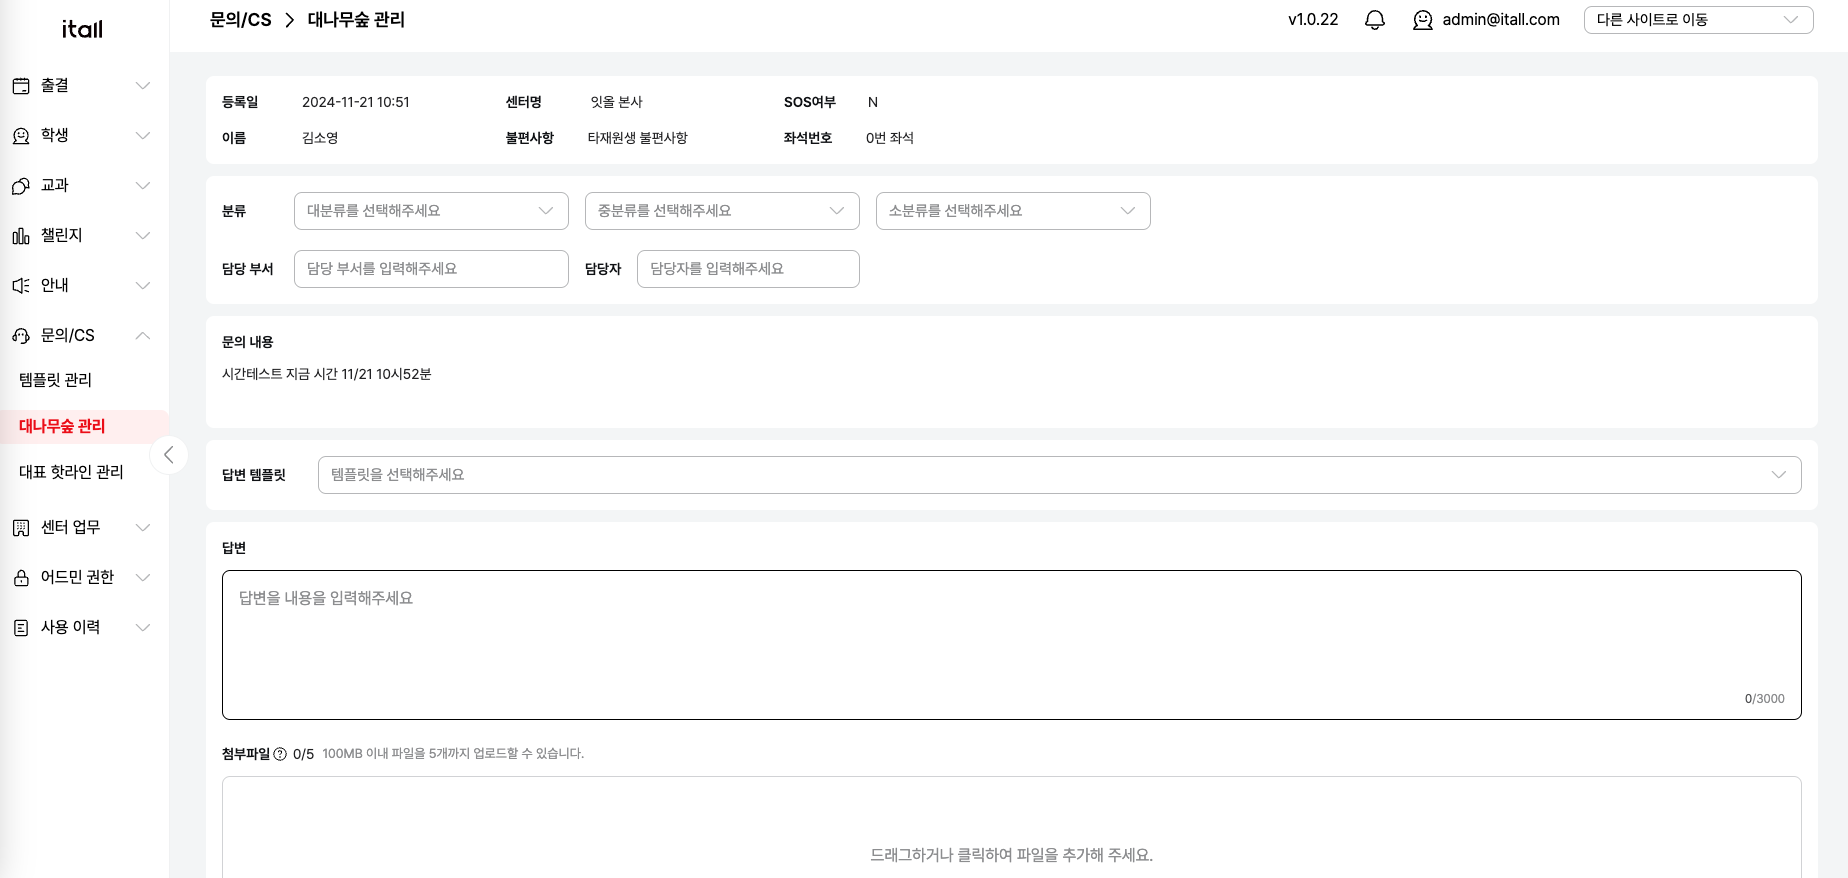 itall
문의/CS > 대나무숲 관리
v1.0.22
admin@itall.com
다른 사이트로 이동
출결
학생
교과
챌린지
안내
문의/CS
템플릿 관리
대나무숲 관리
대표 핫라인 관리
센터 업무
어드민 권한
사용 이력
등록일 2024-11-21 10:51 센터명 잇올 본사 SOS여부 N
이름 김소영 불편사항 타재원생 불편사항 좌석번호 0번 좌석
분류 대분류를 선택해주세요 중분류를 선택해주세요 소분류를 선택해주세요
담당 부서 담당 부서를 입력해주세요 담당자 담당자를 입력해주세요
문의 내용
시간테스트 지금 시간 11/21 10시52분
답변 템플릿 템플릿을 선택해주세요
답변
답변을 내용을 입력해주세요
0/3000
첨부파일 ? 0/5 100MB 이내 파일을 5개까지 업로드할 수 있습니다.
드래그하거나 클릭하여 파일을 추가해 주세요.